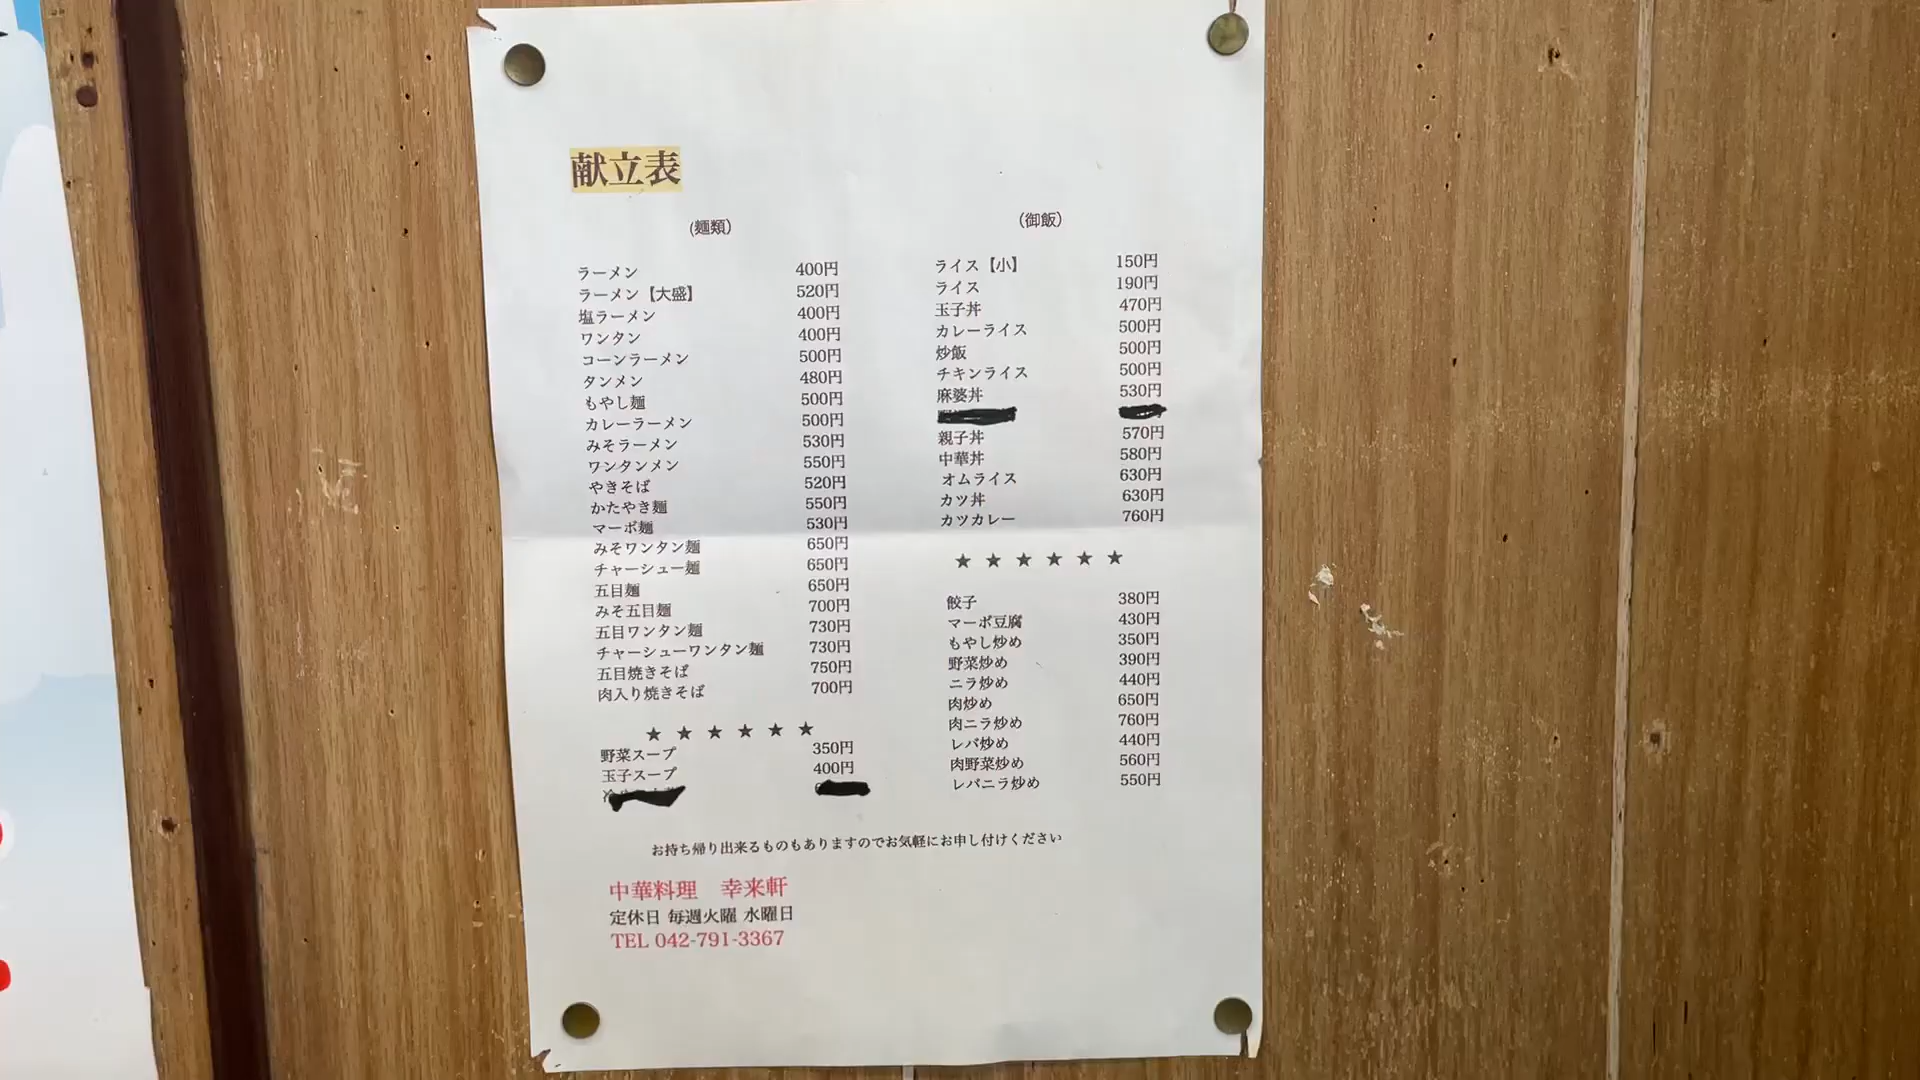 献立表
(麺類)
ラーメン 400円
ラーメン【大盛】 520円
塩ラーメン 400円
ワンタン 400円
コーンラーメン 500円
タンメン 480円
もやし麺 500円
カレーラーメン 500円
みそラーメン 530円
ワンタンメン 550円
やきそば 520円
かたやき麺 550円
マーボ麺 530円
みそワンタン麺 650円
チャーシュー麺 650円
五目麺 650円
みそ五目麺 700円
五目ワンタン麺 730円
チャーシューワンタン麺 730円
五目焼きそば 750円
肉入り焼きそば 700円
★ ★ ★ ★ ★ ★
野菜スープ 350円
玉子スープ 400円
(御飯)
ライス【小】 150円
ライス 190円
玉子丼 470円
カレーライス 500円
炒飯 500円
チキンライス 500円
麻婆丼 530円
親子丼 570円
中華丼 580円
オムライス 630円
カツ丼 630円
カツカレー 760円
★ ★ ★ ★ ★ ★
餃子 380円
マーボ豆腐 430円
もやし炒め 350円
野菜炒め 390円
ニラ炒め 440円
肉炒め 650円
肉ニラ炒め 760円
レバ炒め 440円
肉野菜炒め 560円
レバニラ炒め 550円
お持ち帰り出来るものもありますのでお気軽にお申し付けください
中華料理 幸来軒
定休日 毎週火曜 水曜日
TEL 042-791-3367